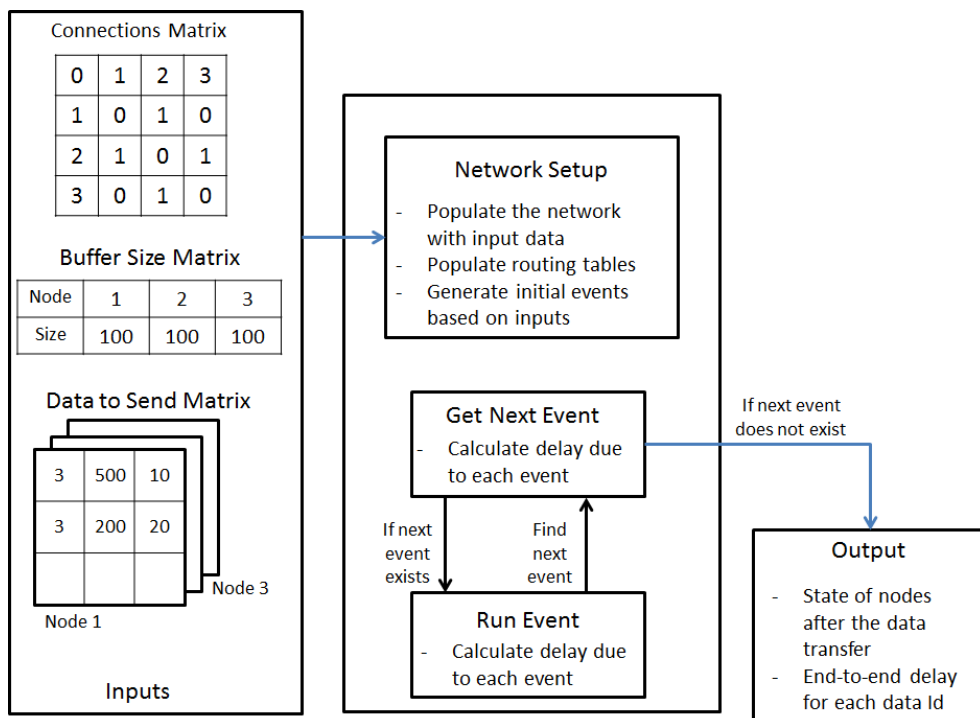 Connections Matrix
0 1 2 3
1 0 1 0
2 1 0 1
3 0 1 0
Buffer Size Matrix
Node 1 2 3
Size 100 100 100
Data to Send Matrix
3 500 10
3 200 20
Node 3
Node 1
Inputs
Network Setup
- Populate the network
with input data
- Populate routing tables
- Generate initial events
based on inputs
Get Next Event
- Calculate delay due
to each event
If next
event
exists
Find
next
event
Run Event
- Calculate delay due
to each event
If next event
does not exist
Output
- State of nodes
after the data
transfer
- End-to-end delay
for each data Id